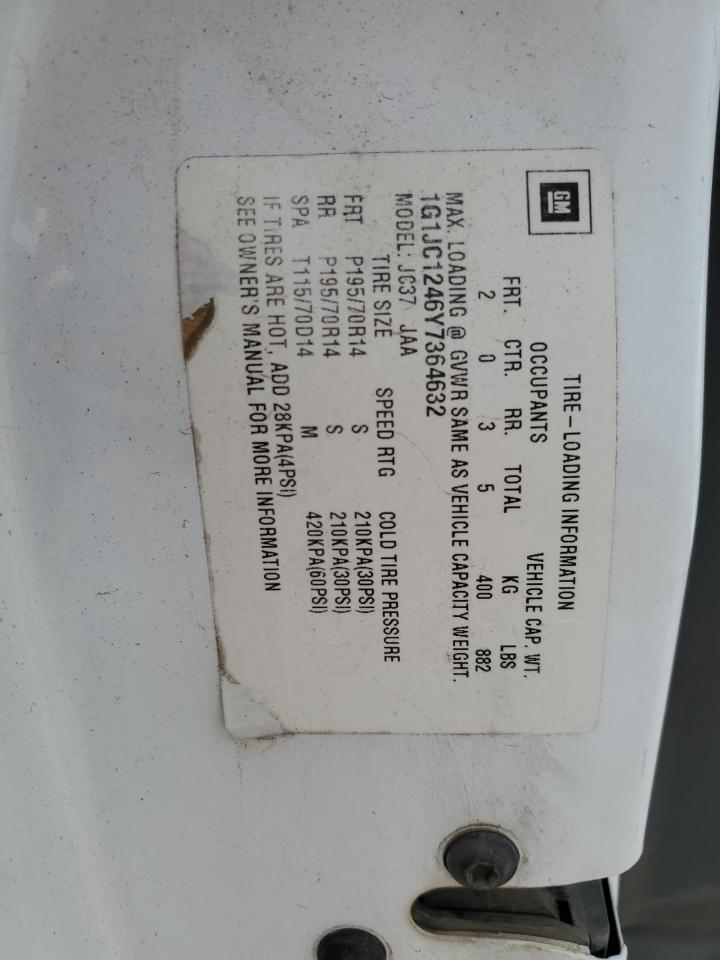 GM
TIRE-LOADING INFORMATION
OCCUPANTS VEHICLE CAP. WT.
FRT. CTR. RR. TOTAL KG LBS
2 0 3 5 400 882
MAX. LOADING @ GVWR SAME AS VEHICLE CAPACITY WEIGHT.
1G1JC1246Y7364632
MODEL: JC37 JAA
TIRE SIZE SPEED RTG COLD TIRE PRESSURE
FRT P195/70R14 S 210KPA(30PSI)
RR P195/70R14 S 210KPA(30PSI)
SPA T115/70D14 M 420KPA(60PSI)
IF TIRES ARE HOT, ADD 28KPA(4PSI)
SEE OWNER'S MANUAL FOR MORE INFORMATION